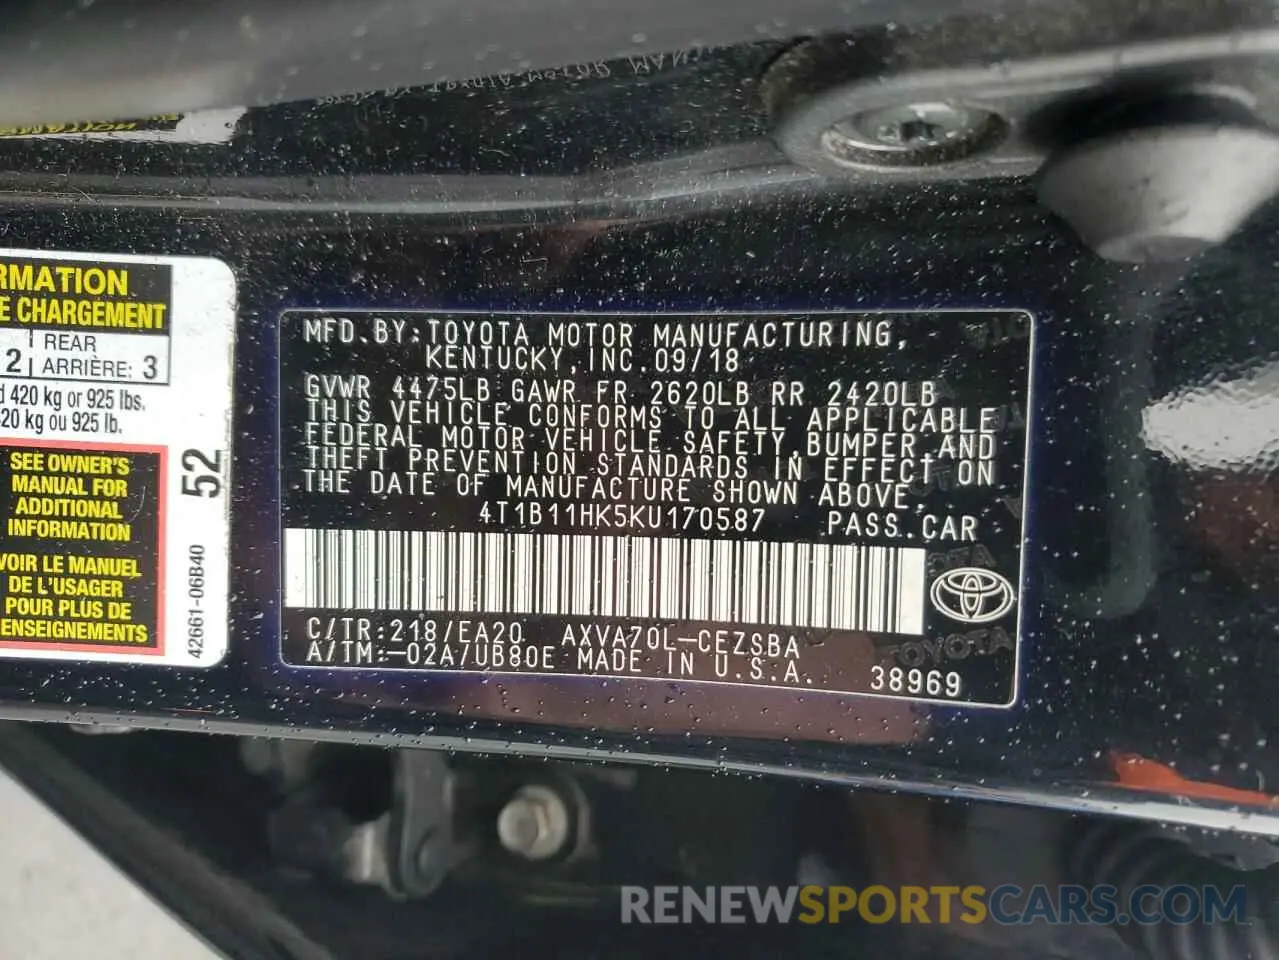 RMATION
E CHARGEMENT
2 REAR
ARRIÈRE: 3
420 kg or 925 lbs.
20 kg ou 925 lb.
SEE OWNER'S
MANUAL FOR
ADDITIONAL
INFORMATION
VOIR LE MANUEL
DE L'USAGER
POUR PLUS DE
ENSEIGNEMENTS
52
42661-06B40
MFD. BY: TOYOTA MOTOR MANUFACTURING,
KENTUCKY, INC. 09/18
GVWR 4475LB GAWR FR 2620LB RR 2420LB
THIS VEHICLE CONFORMS TO ALL APPLICABLE
FEDERAL MOTOR VEHICLE SAFETY, BUMPER, AND
THEFT PREVENTION STANDARDS IN EFFECT ON
THE DATE OF MANUFACTURE SHOWN ABOVE.
4T1B11HK5KU170587 PASS. CAR
C/TR: 218/EA20 AXVA70L-CEZSBA
A/TM: -02A/UB80E MADE IN U.S.A.
38969
TOYOTA
RENEWSPORTSCARS.COM